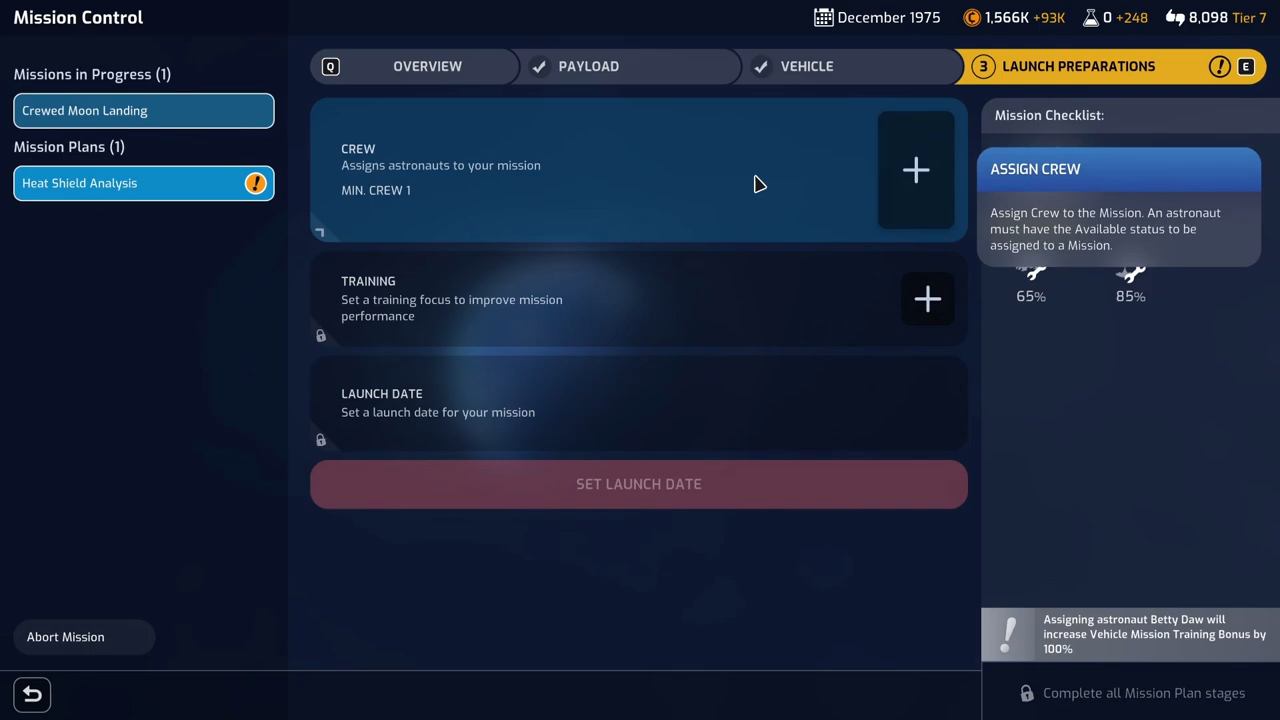 Mission Control
December 1975
1,566K +93K
0 +248
8,098 Tier 7
Missions in Progress (1)
Crewed Moon Landing
Mission Plans (1)
Heat Shield Analysis
Q
OVERVIEW
PAYLOAD
VEHICLE
3
LAUNCH PREPARATIONS
E
CREW
Assigns astronauts to your mission
MIN. CREW 1
TRAINING
Set a training focus to improve mission
performance
LAUNCH DATE
Set a launch date for your mission
SET LAUNCH DATE
Mission Checklist:
ASSIGN CREW
Assign Crew to the Mission. An astronaut
must have the Available status to be
assigned to a Mission.
65%
85%
Assigning astronaut Betty Daw will
increase Vehicle Mission Training Bonus by
100%
Abort Mission
Complete all Mission Plan stages